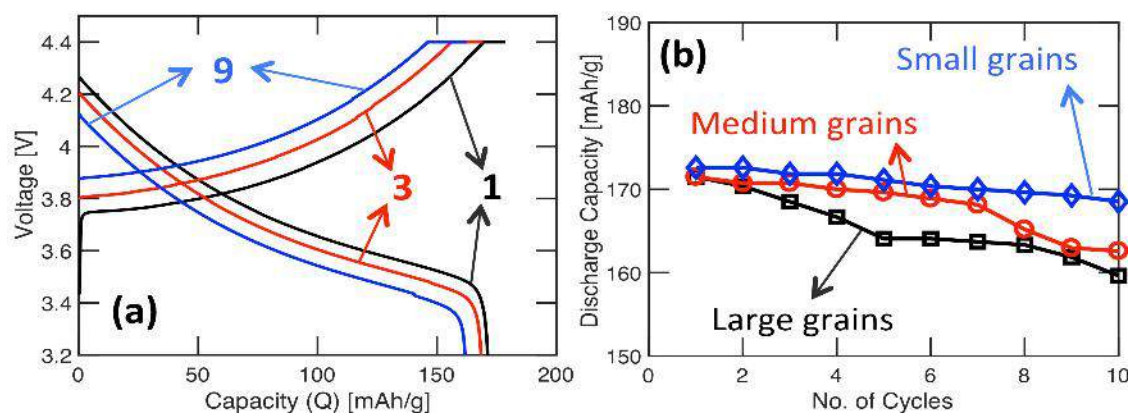 4.4
4.2
4
3.8
3.6
3.4
3.2
Voltage [V]
9
3
1
(a)
0
50
100
150
200
Capacity (Q) [mAh/g]
190
180
170
160
150
Discharge Capacity [mAh/g]
(b)
Small grains
Medium grains
Large grains
0
2
4
6
8
10
No. of Cycles